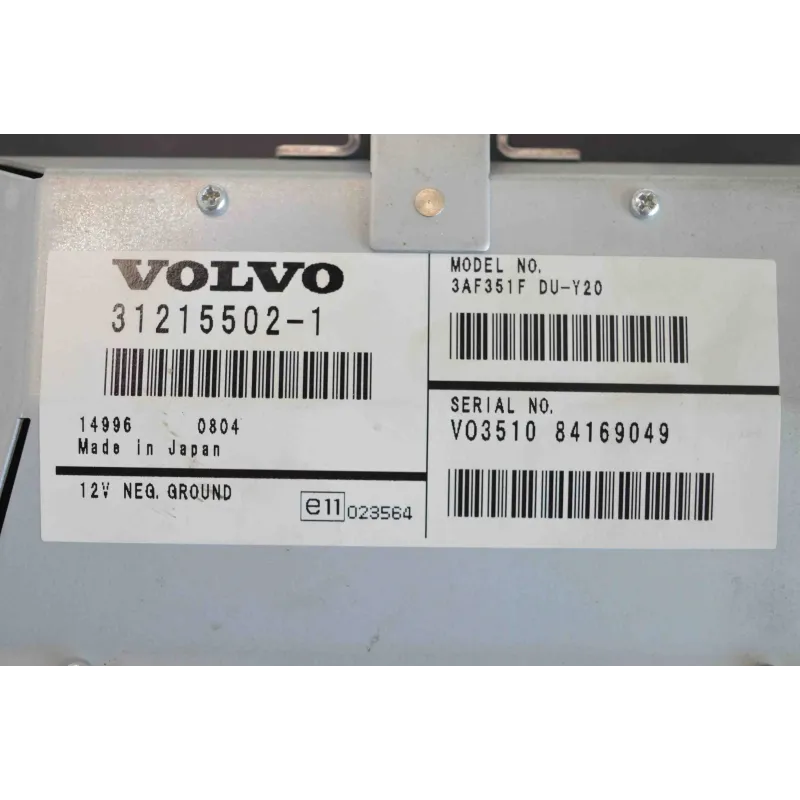 VOLVO
31215502-1
14996 0804
Made in Japan
12V NEG. GROUND
e11 023564
MODEL NO.
3AF351F DU-Y20
SERIAL NO.
VO3510 84169049